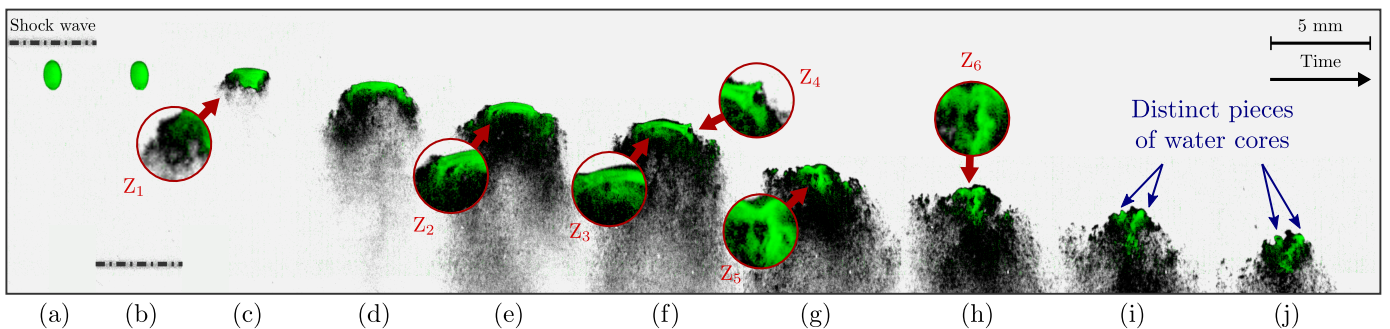 Shock wave
5 mm
Time
Z6
Z4
Distinct pieces
of water cores
Z1
Z2
Z3
Z5
(a) (b) (c) (d) (e) (f) (g) (h) (i) (j)